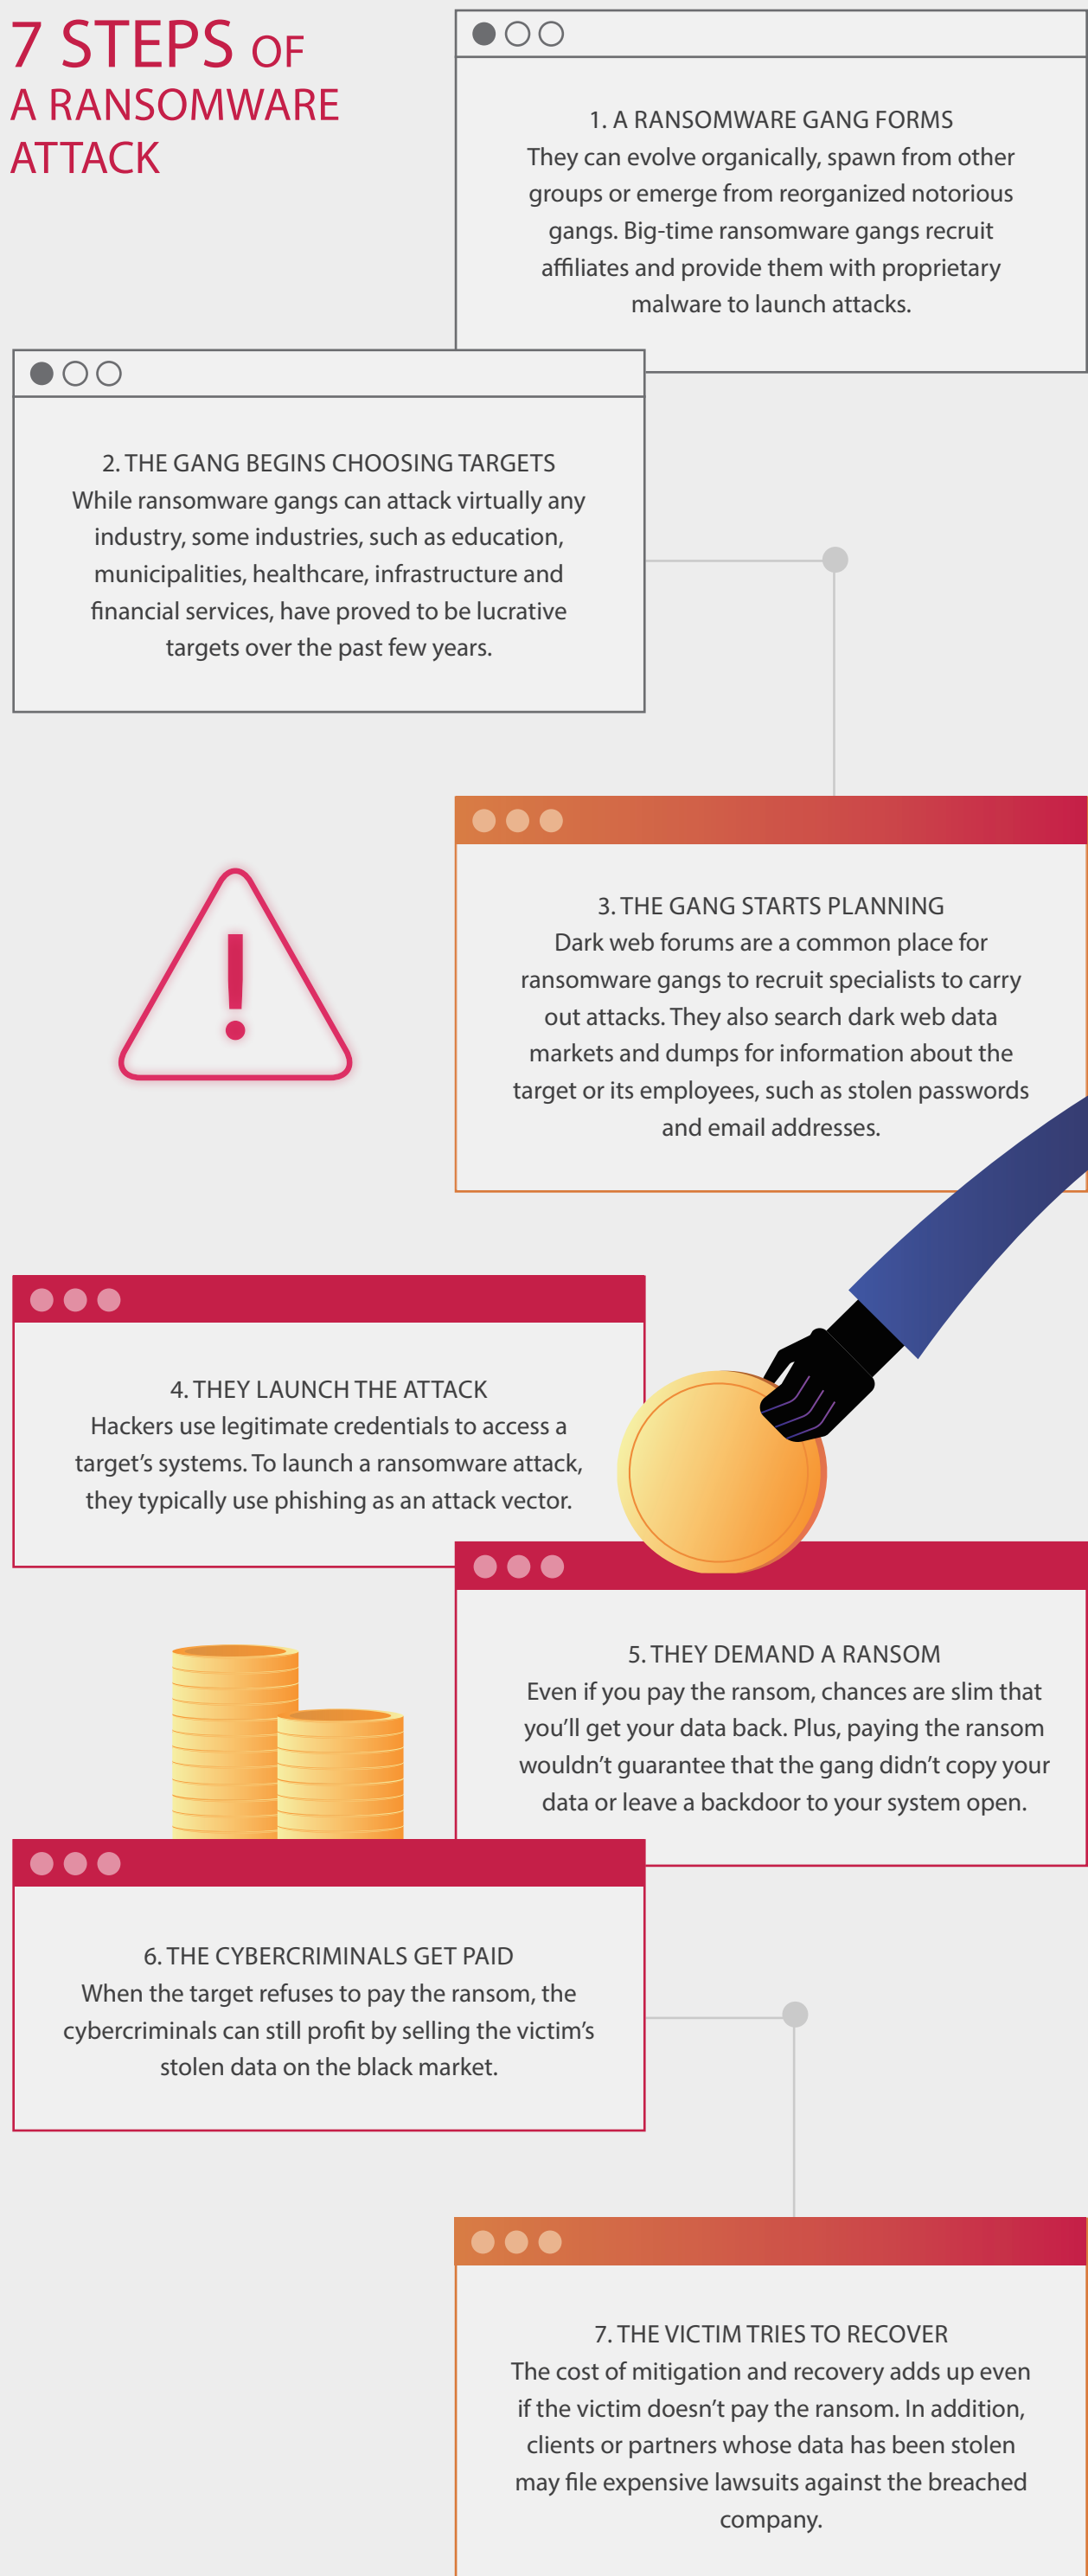 7 STEPS OF
A RANSOMWARE
ATTACK
1. A RANSOMWARE GANG FORMS
They can evolve organically, spawn from other
groups or emerge from reorganized notorious
gangs. Big-time ransomware gangs recruit
affiliates and provide them with proprietary
malware to launch attacks.
2. THE GANG BEGINS CHOOSING TARGETS
While ransomware gangs can attack virtually any
industry, some industries, such as education,
municipalities, healthcare, infrastructure and
financial services, have proved to be lucrative
targets over the past few years.
3. THE GANG STARTS PLANNING
Dark web forums are a common place for
ransomware gangs to recruit specialists to carry
out attacks. They also search dark web data
markets and dumps for information about the
target or its employees, such as stolen passwords
and email addresses.
4. THEY LAUNCH THE ATTACK
Hackers use legitimate credentials to access a
target's systems. To launch a ransomware attack,
they typically use phishing as an attack vector.
5. THEY DEMAND A RANSOM
Even if you pay the ransom, chances are slim that
you'll get your data back. Plus, paying the ransom
wouldn't guarantee that the gang didn't copy your
data or leave a backdoor to your system open.
6. THE CYBERCRIMINALS GET PAID
When the target refuses to pay the ransom, the
cybercriminals can still profit by selling the victim's
stolen data on the black market.
7. THE VICTIM TRIES TO RECOVER
The cost of mitigation and recovery adds up even
if the victim doesn't pay the ransom. In addition,
clients or partners whose data has been stolen
may file expensive lawsuits against the breached
company.